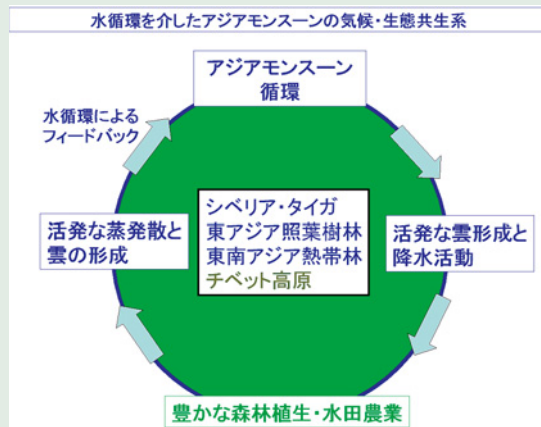 水循環を介したアジアモンスーンの気候・生態共生系
アジアモンスーン
循環
水循環による
フィードバック
活発な蒸発散と
雲の形成
シベリア・タイガ
東アジア照葉樹林
東南アジア熱帯林
チベット高原
活発な雲形成と
降水活動
豊かな森林植生・水田農業